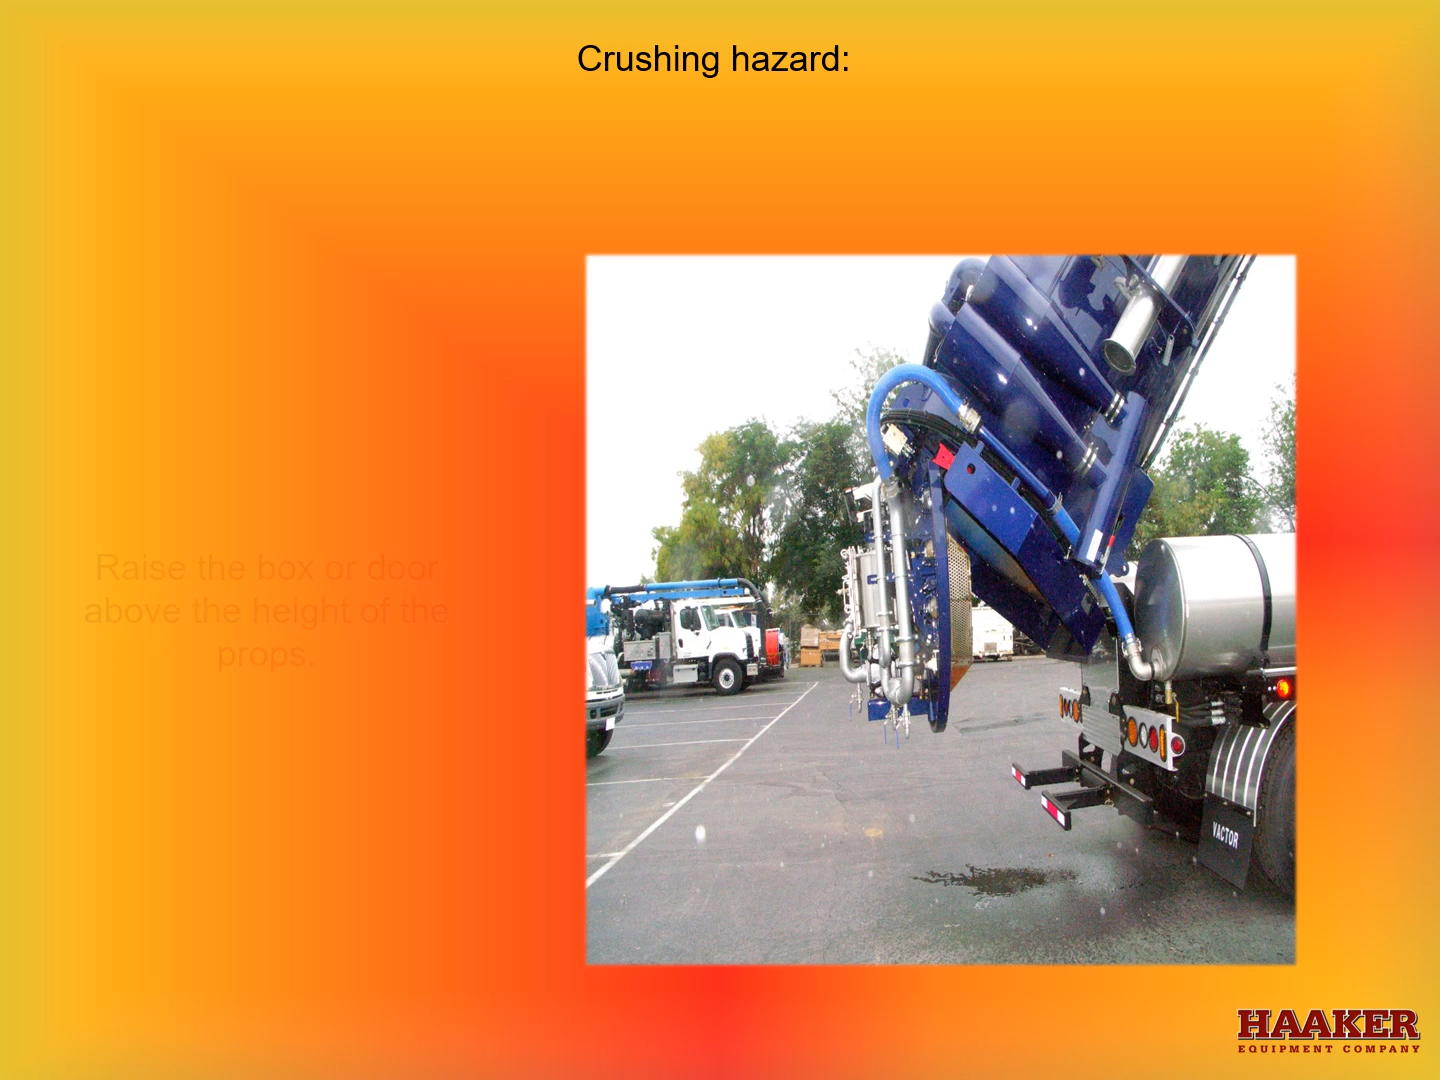 Crushing hazard:
Raise the box or door
above the height of the
props.
VACTOR
HAAKER
EQUIPMENT COMPANY